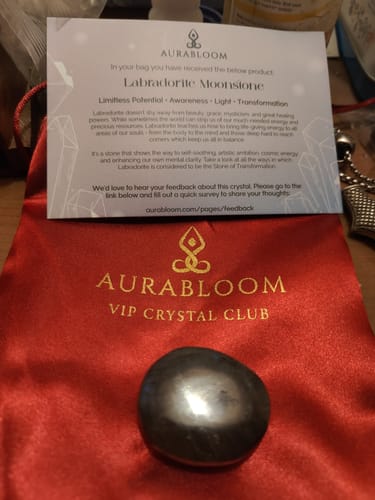 AURABLOOM
In your bag you have received the below product:
Labradorite Moonstone
Limitless Potential • Awareness • Light • Transformation
Labradorite doesn't shy away from beauty, grace, mysticism, and great healing
powers. While sometimes the world can strip us of our much-needed energy and
precious resources. Labradorite teaches us how to bring life-giving energy to all
areas of our souls - from the body to the mind and those deep hard to reach
corners which keep us all in balance.
It's a stone that shows the way to self-soothing, artistic ambition, cosmic energy
and enhancing our own mental clarity. Take a look at all the ways in which
Labradorite is considered to be the Stone of Transformation.
We'd love to hear your feedback about this crystal. Please go to the
link below and fill out a quick survey to share your thoughts:
aurabloom.com/pages/feedback
AURABLOOM
VIP CRYSTAL CLUB